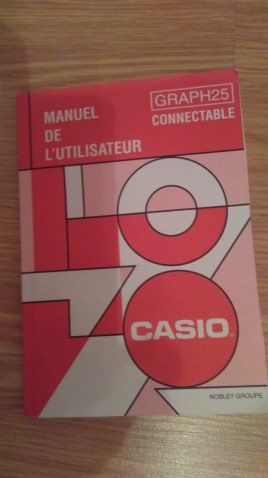 MANUEL
DE
L'UTILISATEUR
GRAPH25
CONNECTABLE
CASIO®
NOBLET GROUPE